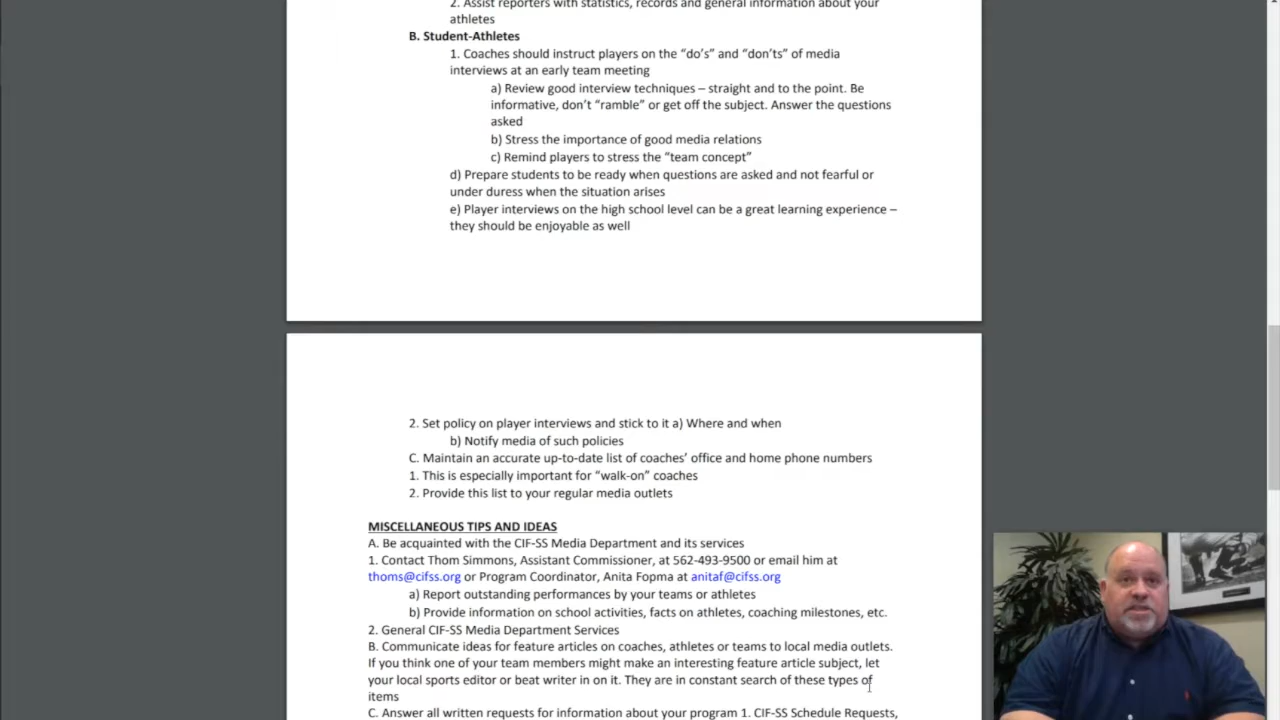 2. Assist reporters with statistics, records and general information about your
athletes
B. Student-Athletes
1. Coaches should instruct players on the “do’s” and “don’ts” of media
interviews at an early team meeting
a) Review good interview techniques – straight and to the point. Be
informative, don’t “ramble” or get off the subject. Answer the questions
asked
b) Stress the importance of good media relations
c) Remind players to stress the “team concept”
d) Prepare students to be ready when questions are asked and not fearful or
under duress when the situation arises
e) Player interviews on the high school level can be a great learning experience –
they should be enjoyable as well
2. Set policy on player interviews and stick to it a) Where and when
b) Notify media of such policies
C. Maintain an accurate up-to-date list of coaches’ office and home phone numbers
1. This is especially important for “walk-on” coaches
2. Provide this list to your regular media outlets
MISCELLANEOUS TIPS AND IDEAS
A. Be acquainted with the CIF-SS Media Department and its services
1. Contact Thom Simmons, Assistant Commissioner, at 562-493-9500 or email him at
thoms@cifss.org or Program Coordinator, Anita Fopma at anitaf@cifss.org
a) Report outstanding performances by your teams or athletes
b) Provide information on school activities, facts on athletes, coaching milestones, etc.
2. General CIF-SS Media Department Services
B. Communicate ideas for feature articles on coaches, athletes or teams to local media outlets.
If you think one of your team members might make an interesting feature article subject, let
your local sports editor or beat writer in on it. They are in constant search of these types of
items
C. Answer all written requests for information about your program 1. CIF-SS Schedule Requests,